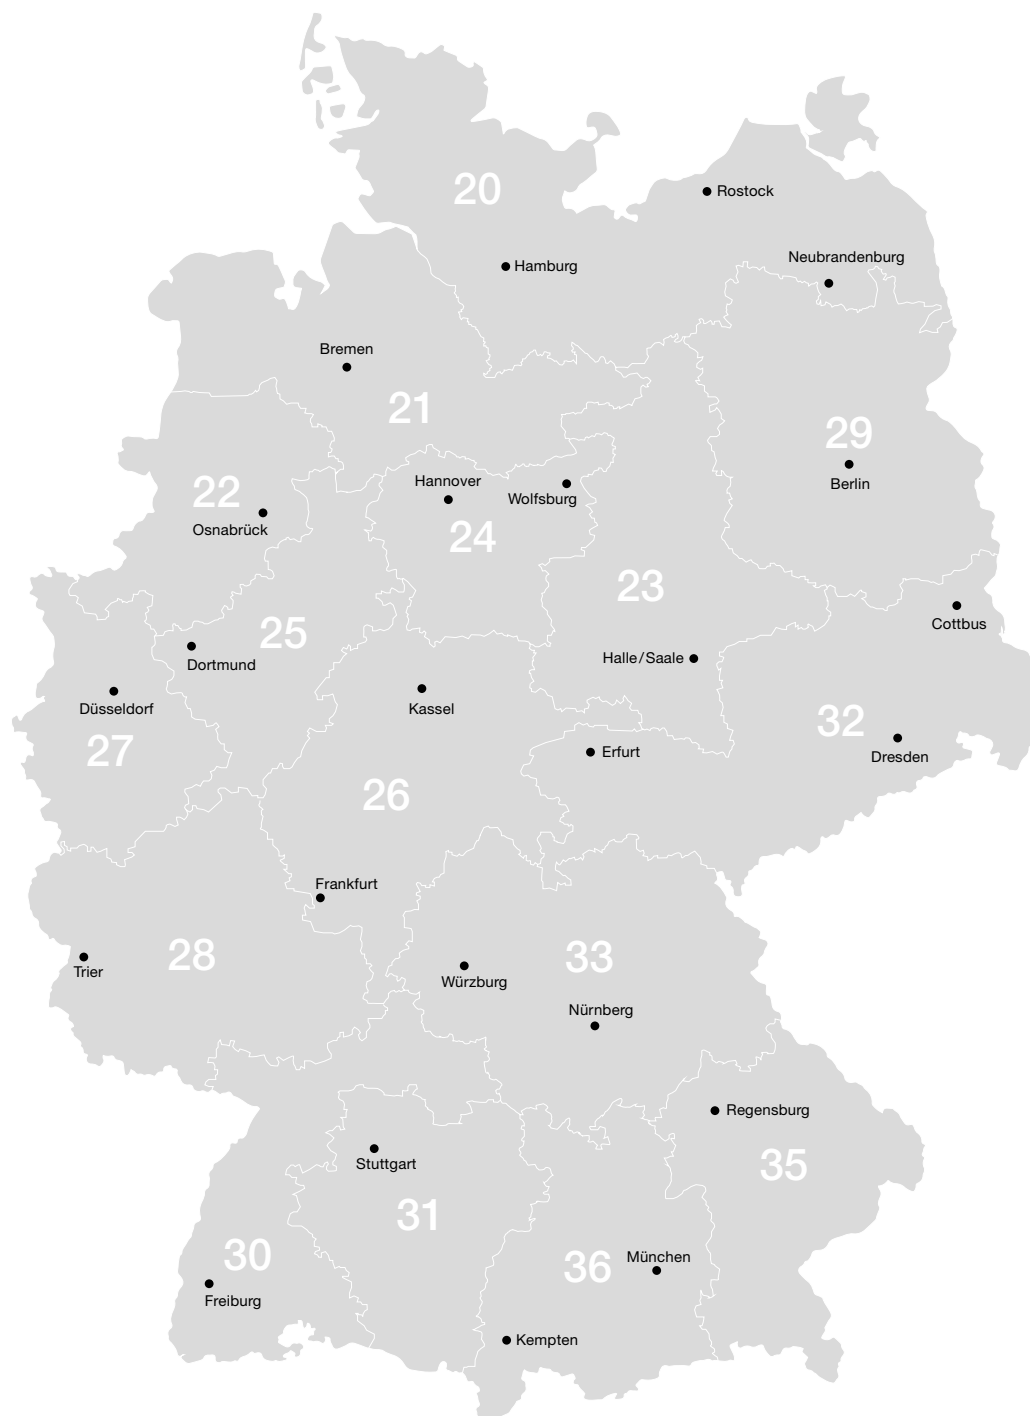 20
Rostock
Neubrandenburg
Hamburg
Bremen
21
29
Berlin
Hannover
Wolfsburg
22
Osnabrück
24
23
Cottbus
25
Dortmund
Halle/Saale
Düsseldorf
Kassel
32
27
Erfurt
Dresden
26
Frankfurt
28
33
Trier
Würzburg
Nürnberg
Regensburg
Stuttgart
35
31
30
36
München
Freiburg
Kempten